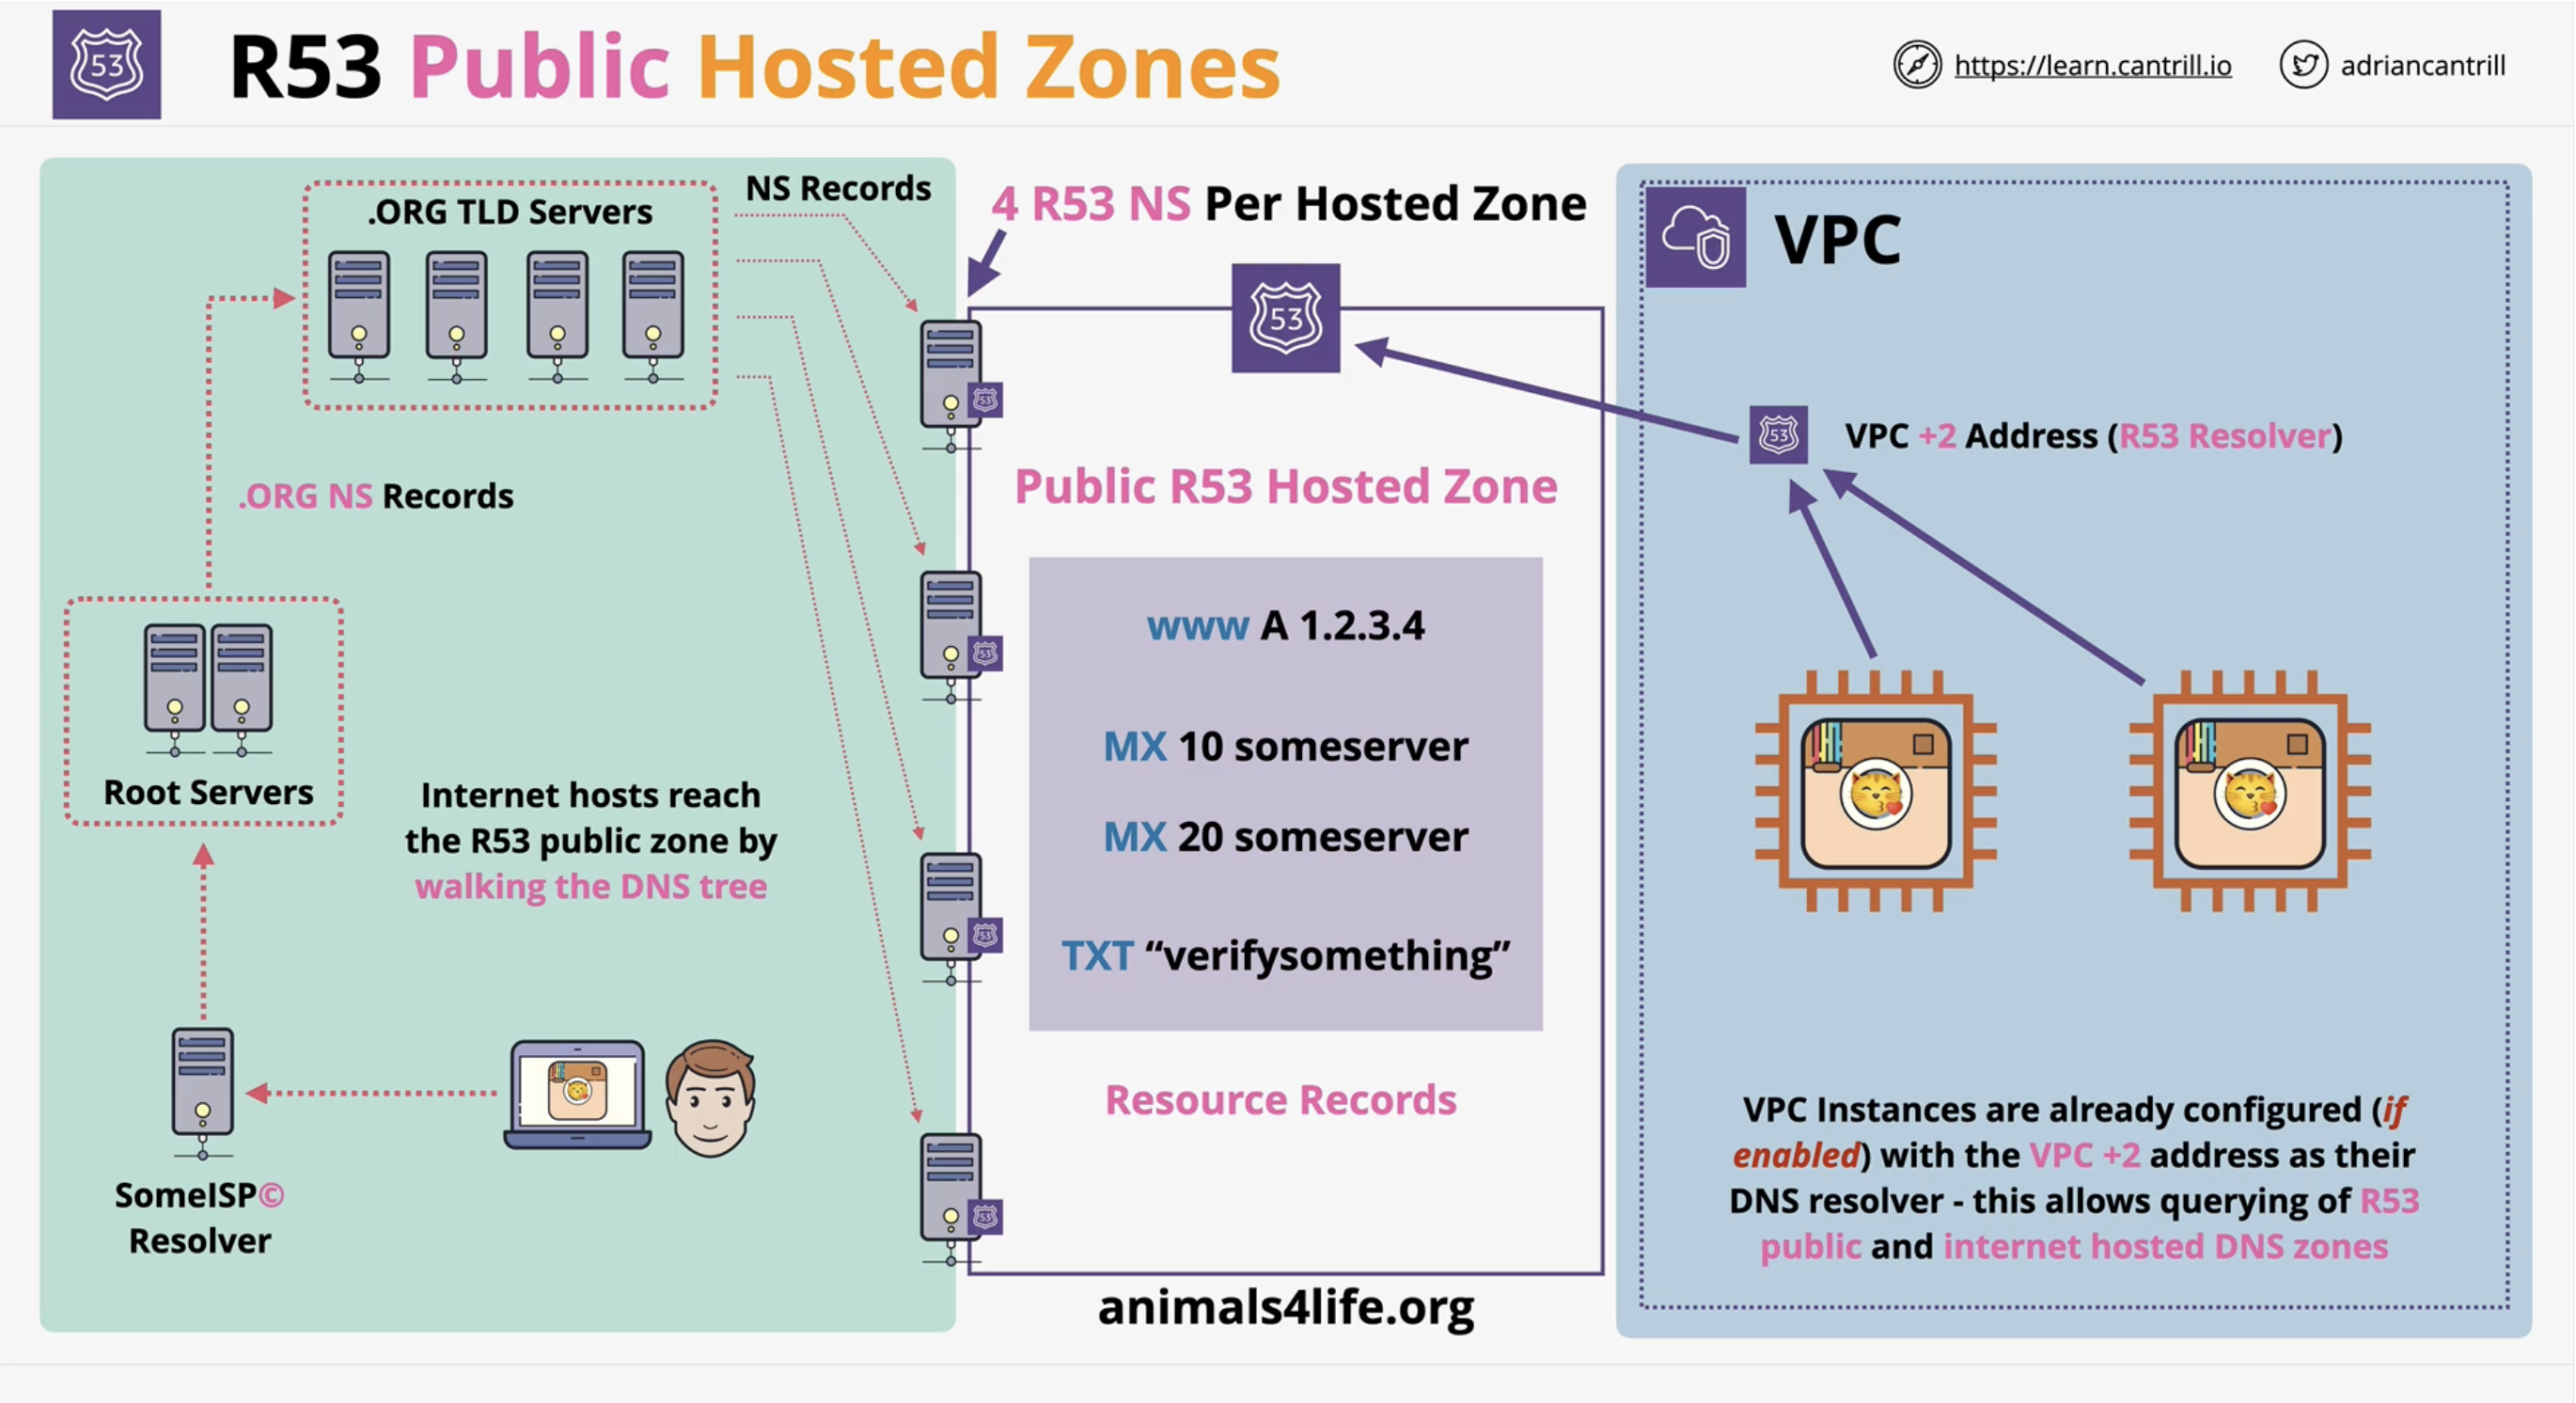 53
R53 Public Hosted Zones
https://learn.cantrill.io
adriancantrill
.ORG TLD Servers
NS Records
.ORG NS Records
Root Servers
Internet hosts reach
the R53 public zone by
walking the DNS tree
SomeISP©
Resolver
4 R53 NS Per Hosted Zone
53
53
53
53
53
Public R53 Hosted Zone
www A 1.2.3.4
MX 10 someserver
MX 20 someserver
TXT “verifysomething”
Resource Records
animals4life.org
VPC
53
VPC +2 Address (R53 Resolver)
VPC Instances are already configured (if
enabled) with the VPC +2 address as their
DNS resolver - this allows querying of R53
public and internet hosted DNS zones